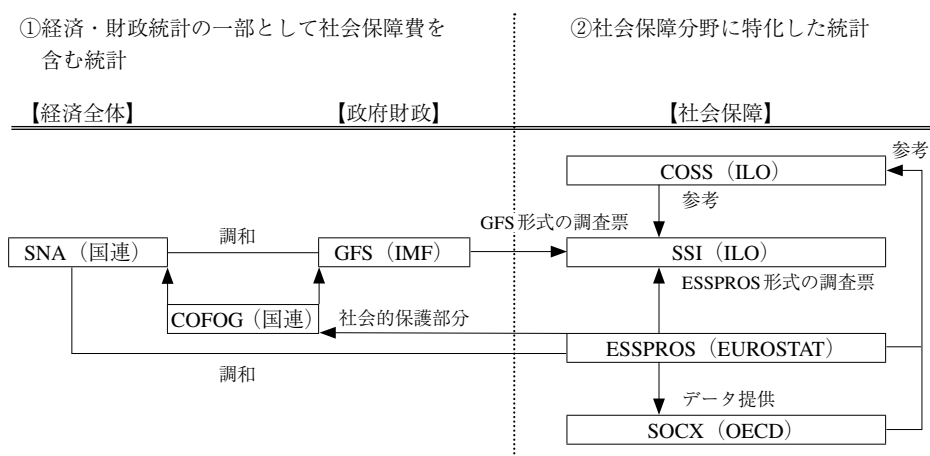 ①経済・財政統計の一部として社会保障費を
含む統計
②社会保障分野に特化した統計
【経済全体】
【政府財政】
【社会保障】
参考
COSS（ILO）
参考
GFS形式の調査票
調和
SNA（国連）
GFS（IMF）
SSI（ILO）
ESSPROS形式の調査票
COFOG（国連）
社会的保護部分
ESSPROS（EUROSTAT）
調和
データ提供
SOCX（OECD）